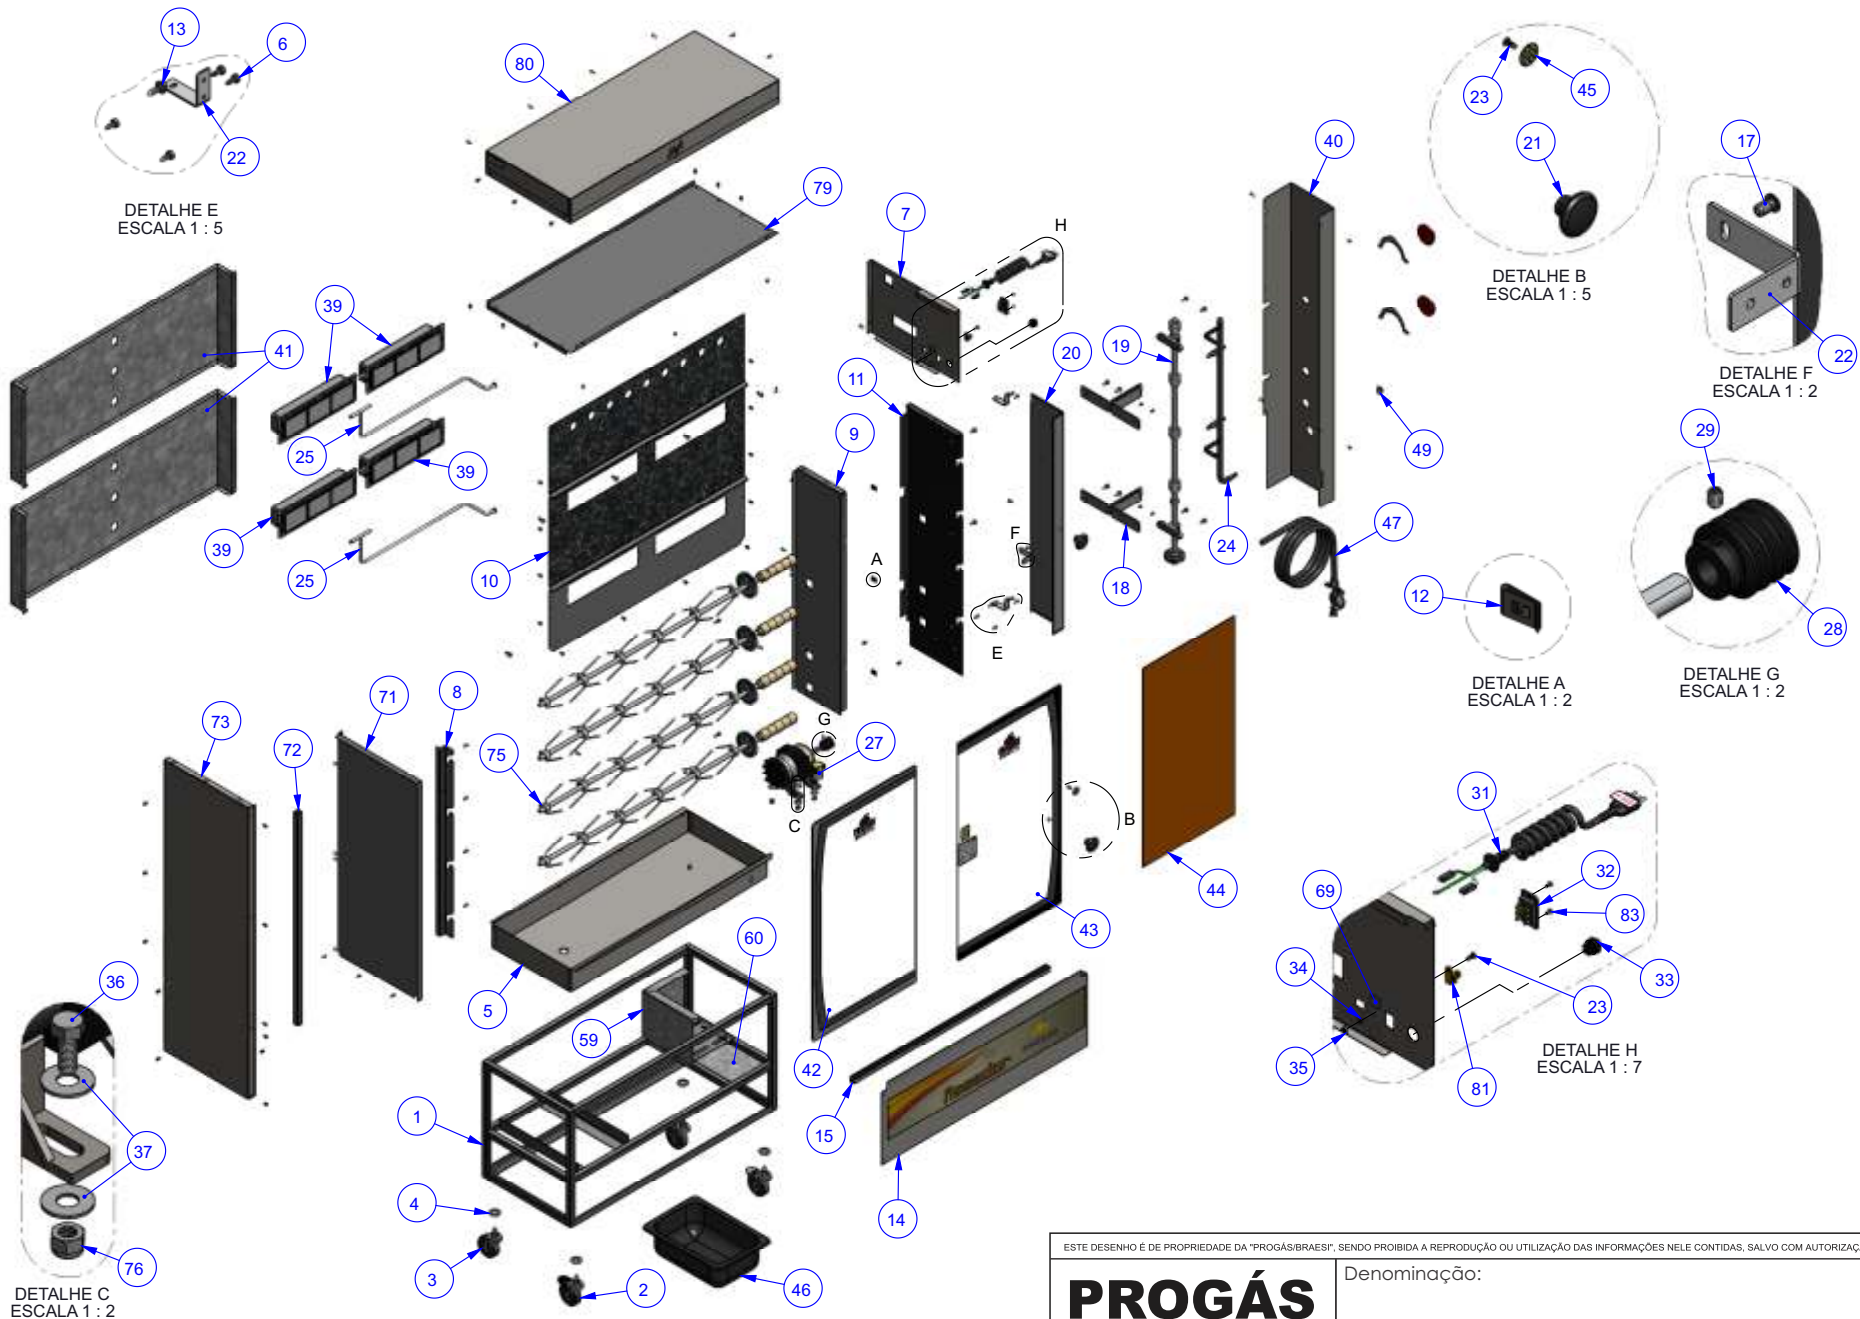 13
6
22
DETALHE E
ESCALA 1 : 5
80
79
7
H
23
45
21
DETALHE B
ESCALA 1 : 5
40
17
22
DETALHE F
ESCALA 1 : 2
41
39
39
39
25
25
10
9
11
20
19
18
24
49
47
A
F
E
12
DETALHE A
ESCALA 1 : 2
29
28
DETALHE G
ESCALA 1 : 2
73
72
71
8
75
G
27
C
B
44
43
42
5
59
60
1
4
3
2
46
15
14
36
37
76
DETALHE C
ESCALA 1 : 2
31
32
83
33
69
34
35
23
81
DETALHE H
ESCALA 1 : 7
ESTE DESENHO É DE PROPRIEDADE DA "PROGÁS/BRAESI", SENDO PROIBIDA A REPRODUÇÃO OU UTILIZAÇÃO DAS INFORMAÇÕES NELE CONTIDAS, SALVO COM
PROGÁS
Denominação: